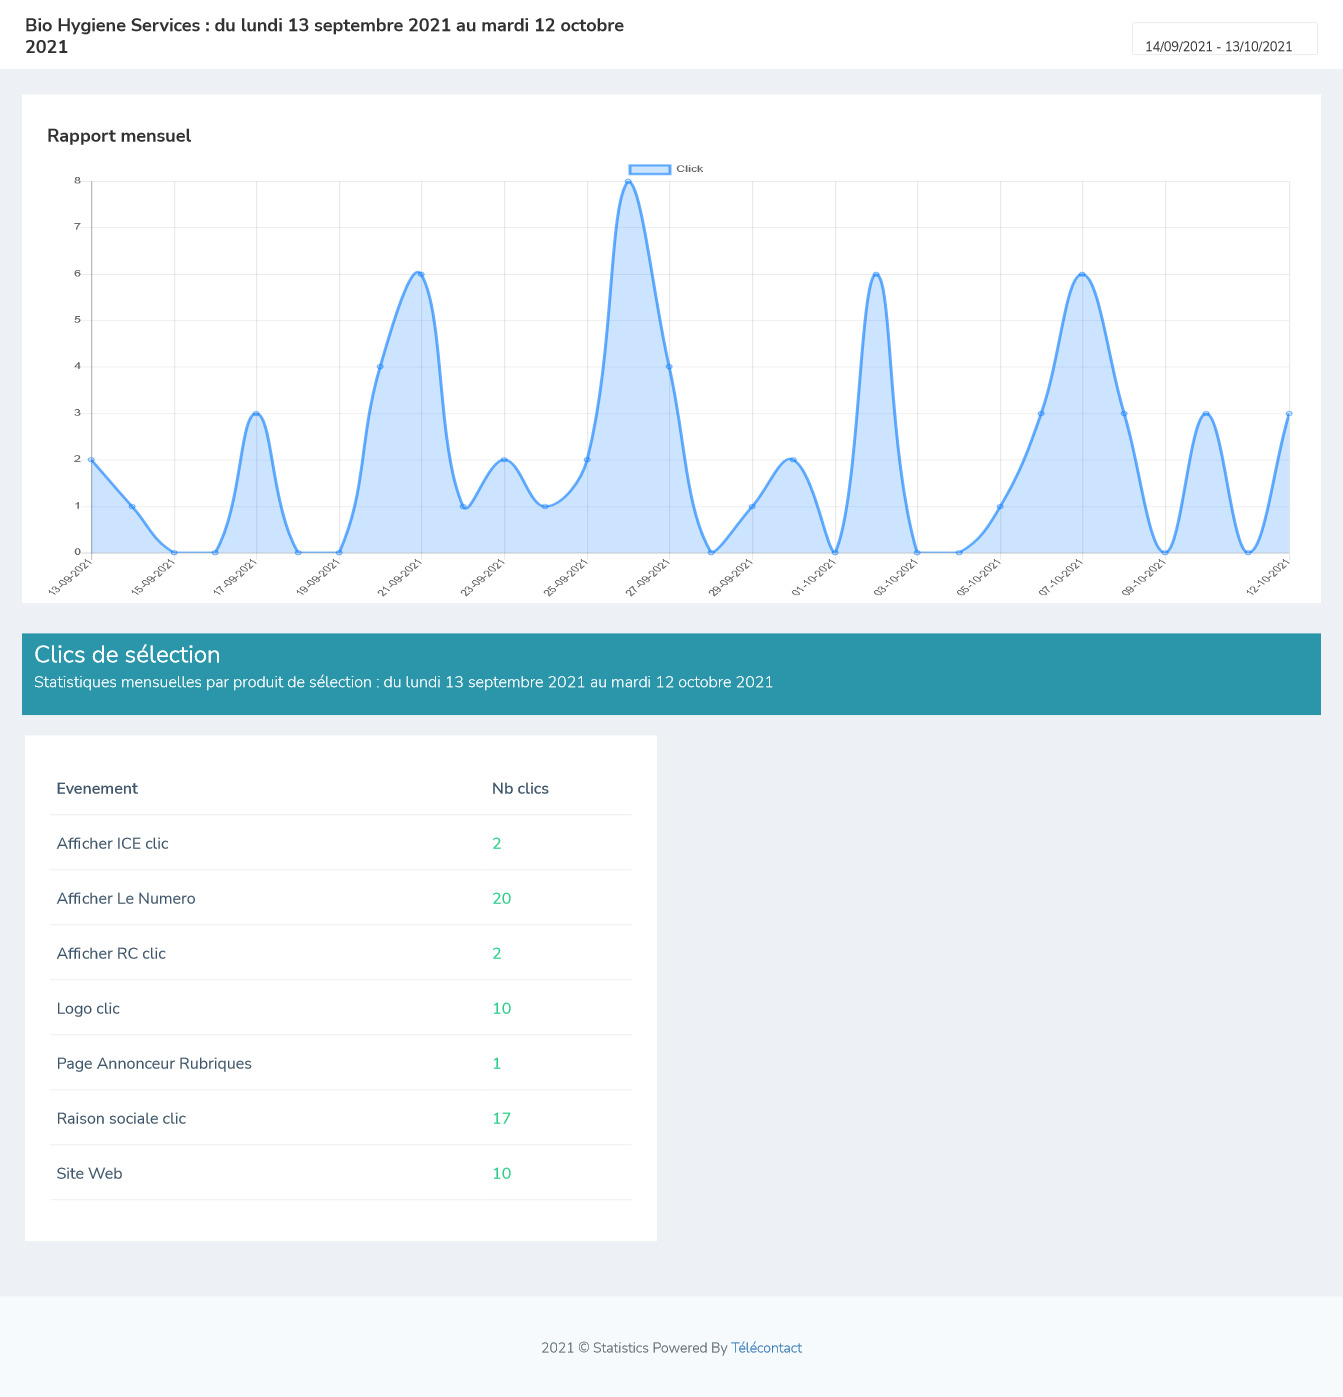 Bio Hygiene Services : du lundi 13 septembre 2021 au mardi 12 octobre
2021
14/09/2021 - 13/10/2021
Rapport mensuel
Click
8
7
6
5
4
3
2
1
0
13-09-2021
15-09-2021
17-09-2021
19-09-2021
21-09-2021
23-09-2021
25-09-2021
27-09-2021
29-09-2021
01-10-2021
03-10-2021
05-10-2021
07-10-2021
09-10-2021
12-10-2021
Clics de sélection
Statistiques mensuelles par produit de sélection : du lundi 13 septembre 2021 au mardi 12 octobre 2021
Evenement Nb clics
Afficher ICE clic 2
Afficher Le Numero 20
Afficher RC clic 2
Logo clic 10
Page Annonceur Rubriques 1
Raison sociale clic 17
Site Web 10
2021 © Statistics Powered By Télécontact